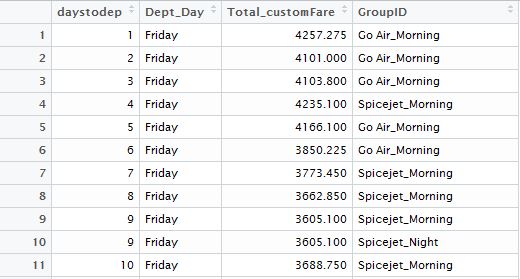 daystodep Dept_Day Total_customFare GroupID
1 1 Friday 4257.275 Go Air_Morning
2 2 Friday 4101.000 Go Air_Morning
3 3 Friday 4103.800 Go Air_Morning
4 4 Friday 4235.100 Spicejet_Morning
5 5 Friday 4166.100 Go Air_Morning
6 6 Friday 3850.225 Go Air_Morning
7 7 Friday 3773.450 Spicejet_Morning
8 8 Friday 3662.850 Spicejet_Morning
9 9 Friday 3605.100 Spicejet_Morning
10 9 Friday 3605.100 Spicejet_Night
11 10 Friday 3688.750 Spicejet_Morning